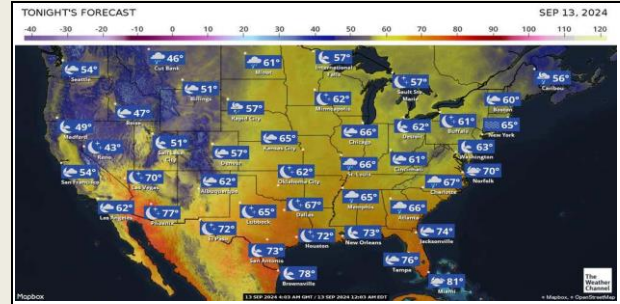 TONIGHT'S FORECAST
SEP 13, 2024
-40 -30 -20 -10 0 10 20 30 40 50 60 70 80 90 100 110 120
54°
Seattle
46°
Cut Bank
61°
Minot
57°
International Falls
56°
Caribou
51°
Billings
57°
Rapid City
62°
Minneapolis
57°
Sault Ste. Marie
60°
Boston
47°
Boise
61°
Buffalo
65°
New York
49°
Medford
43°
Reno
51°
Salt Lake City
57°
Denver
65°
Kansas City
66°
Chicago
62°
Detroit
63°
Washington
54°
San Francisco
70°
Las Vegas
62°
Albuquerque
62°
Oklahoma City
66°
St. Louis
61°
Cincinnati
70°
Norfolk
67°
Charlotte
62°
Los Angeles
77°
Phoenix
72°
El Paso
65°
Lubbock
67°
Dallas
65°
Memphis
66°
Atlanta
73°
San Antonio
72°
Houston
73°
New Orleans
74°
Jacksonville
78°
Brownsville
76°
Tampa
81°
Miami
The Weather Channel
Mapbox
13 SEP 2024 4:03 AM GMT / 13 SEP 2024 12:03 AM EDT
© Mapbox, © OpenStreetMap